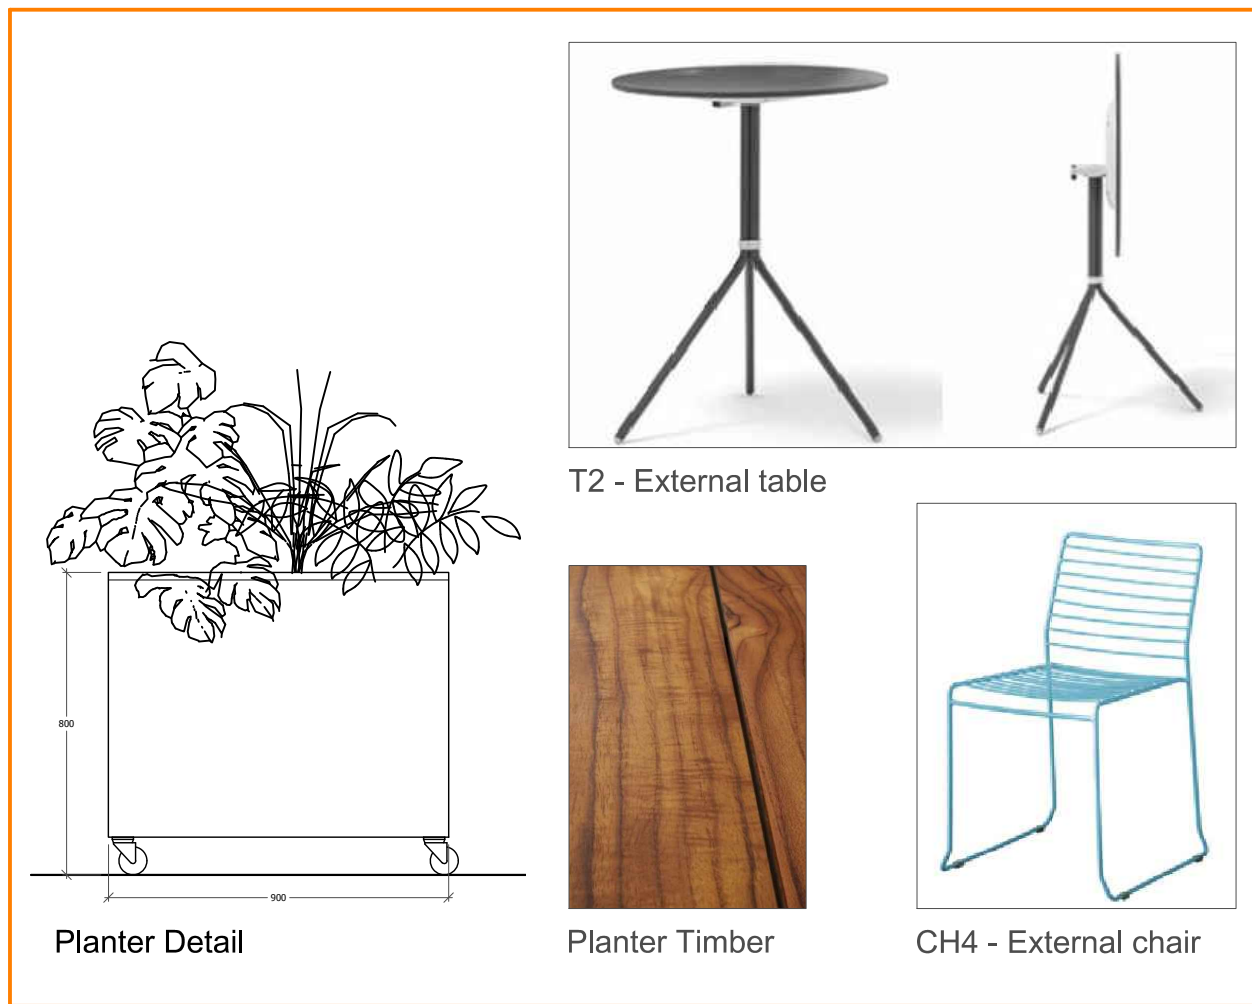 T2 - External table
800
900
Planter Detail
Planter Timber
CH4 - External chair